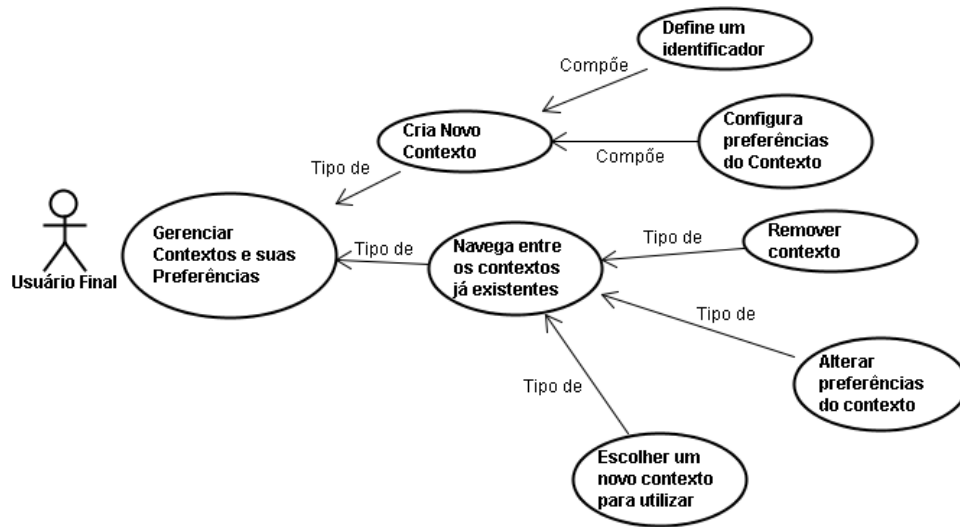 Define um
identificador
Compõe
Configura
preferências
do Contexto
Cria Novo
Contexto
Compõe
Tipo de
Gerenciar
Contextos e suas
Preferências
Usuário Final
Tipo de
Navega entre
os contextos
já existentes
Tipo de
Remover
contexto
Tipo de
Alterar
preferências
do contexto
Tipo de
Escolher um
novo contexto
para utilizar